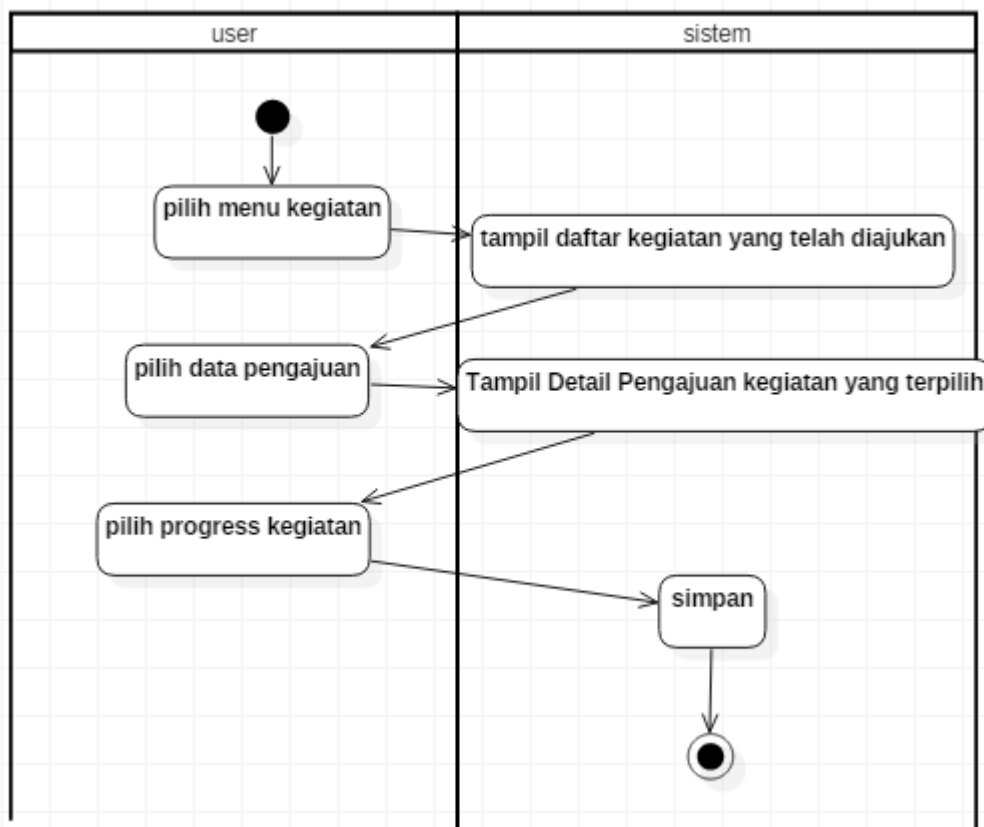 user
sistem
pilih menu kegiatan
tampil daftar kegiatan yang telah diajukan
pilih data pengajuan
Tampil Detail Pengajuan kegiatan yang terpilih
pilih progress kegiatan
simpan